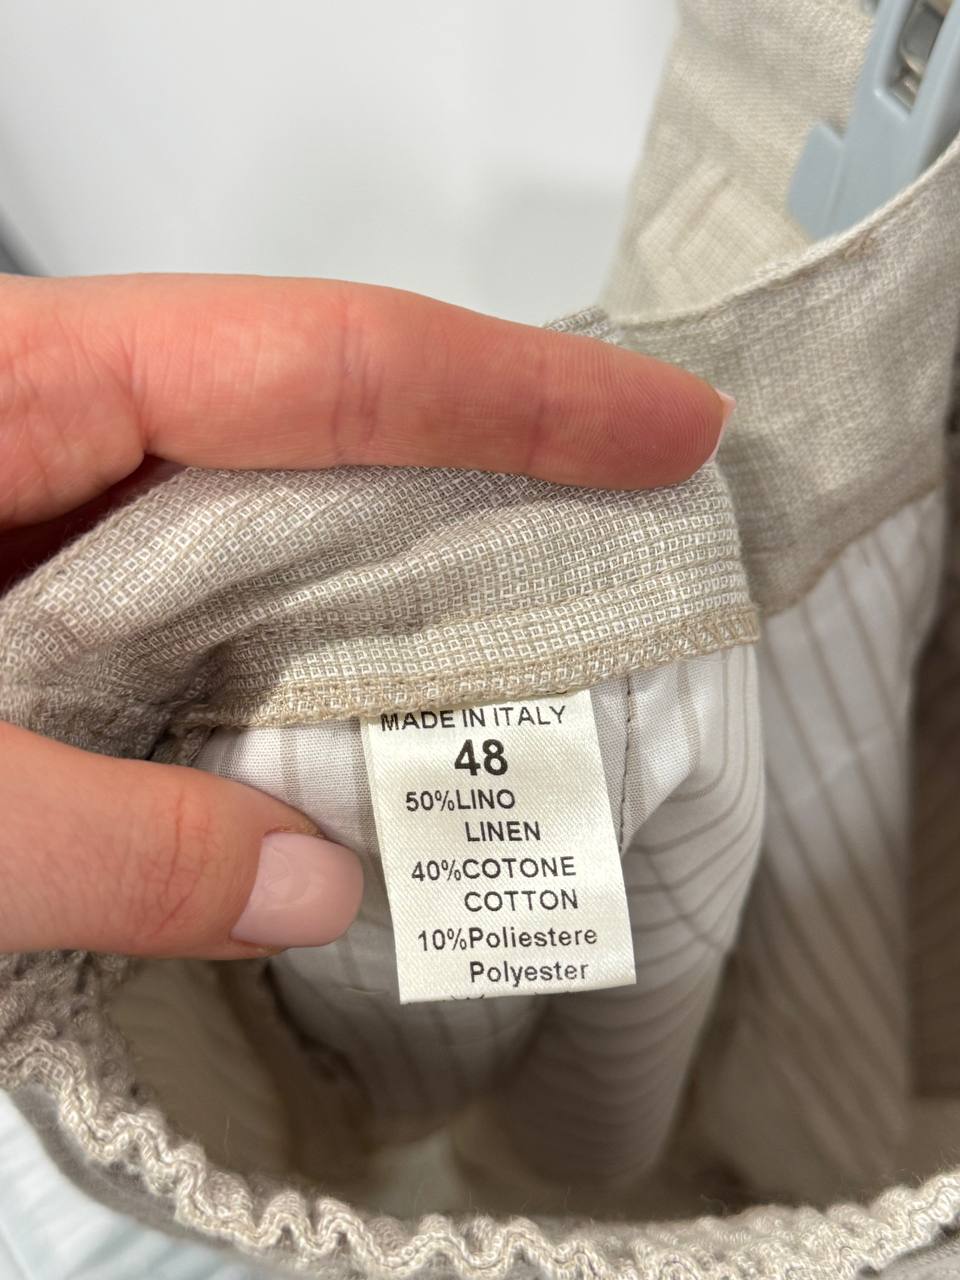 MADE IN ITALY
48
50%LINO
LINEN
40%COTONE
COTTON
10%Poliestere
Polyester